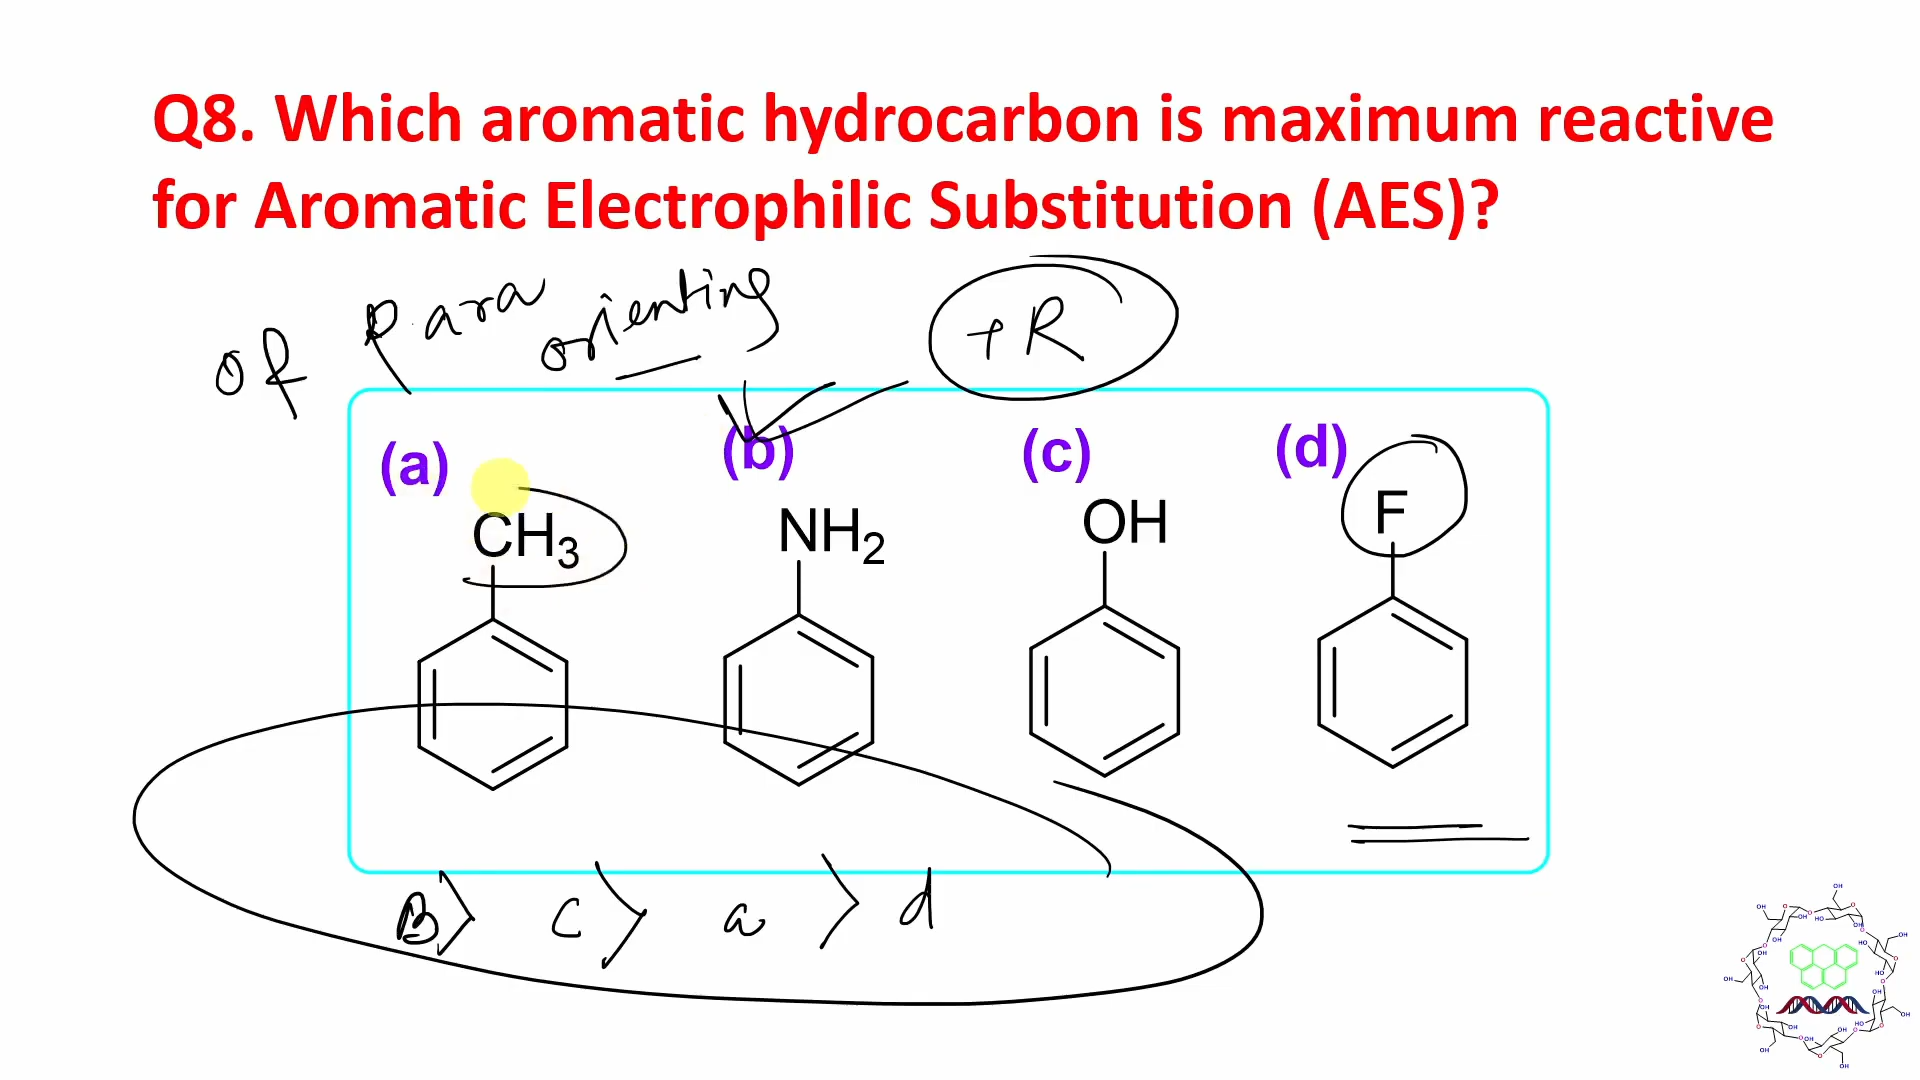 Q8. Which aromatic hydrocarbon is maximum reactive
for Aromatic Electrophilic Substitution (AES)?
of para orienting +R
(a) (b) (c) (d)
CH3 NH2 OH F
B > c > a > d